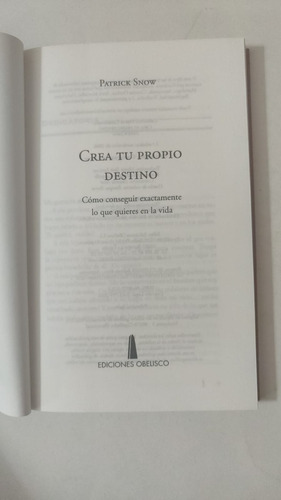 PATRICK SNOW
CREA TU PROPIO
DESTINO
Cómo conseguir exactamente
lo que quieres en la vida
EDICIONES OBELISCO